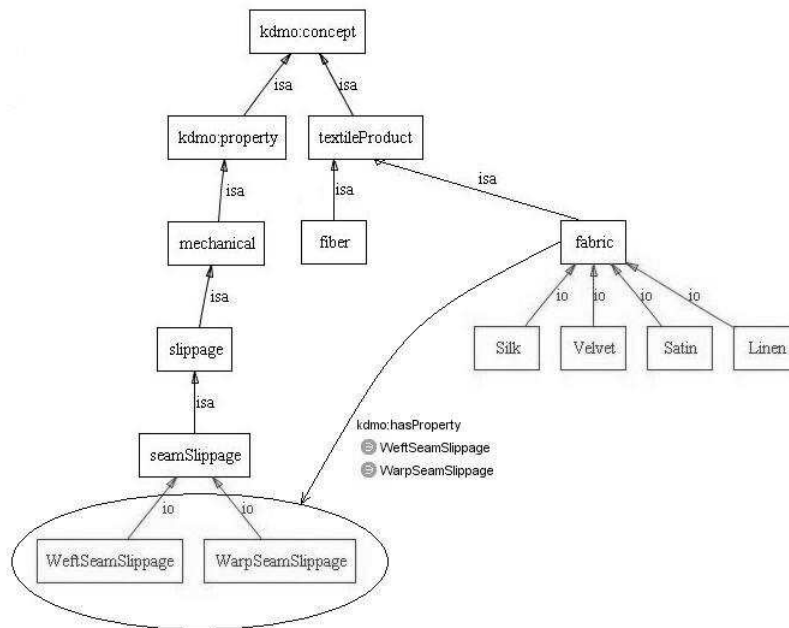 kdmo:concept
isa
isa
kdmo:property
textileProduct
isa
isa
isa
mechanical
fiber
fabric
isa
io
io
io
io
slippage
Silk
Velvet
Satin
Linen
isa
kdmo:hasProperty
seamSlippage
WeftSeamSlippage
WarpSeamSlippage
io
io
WeftSeamSlippage
WarpSeamSlippage